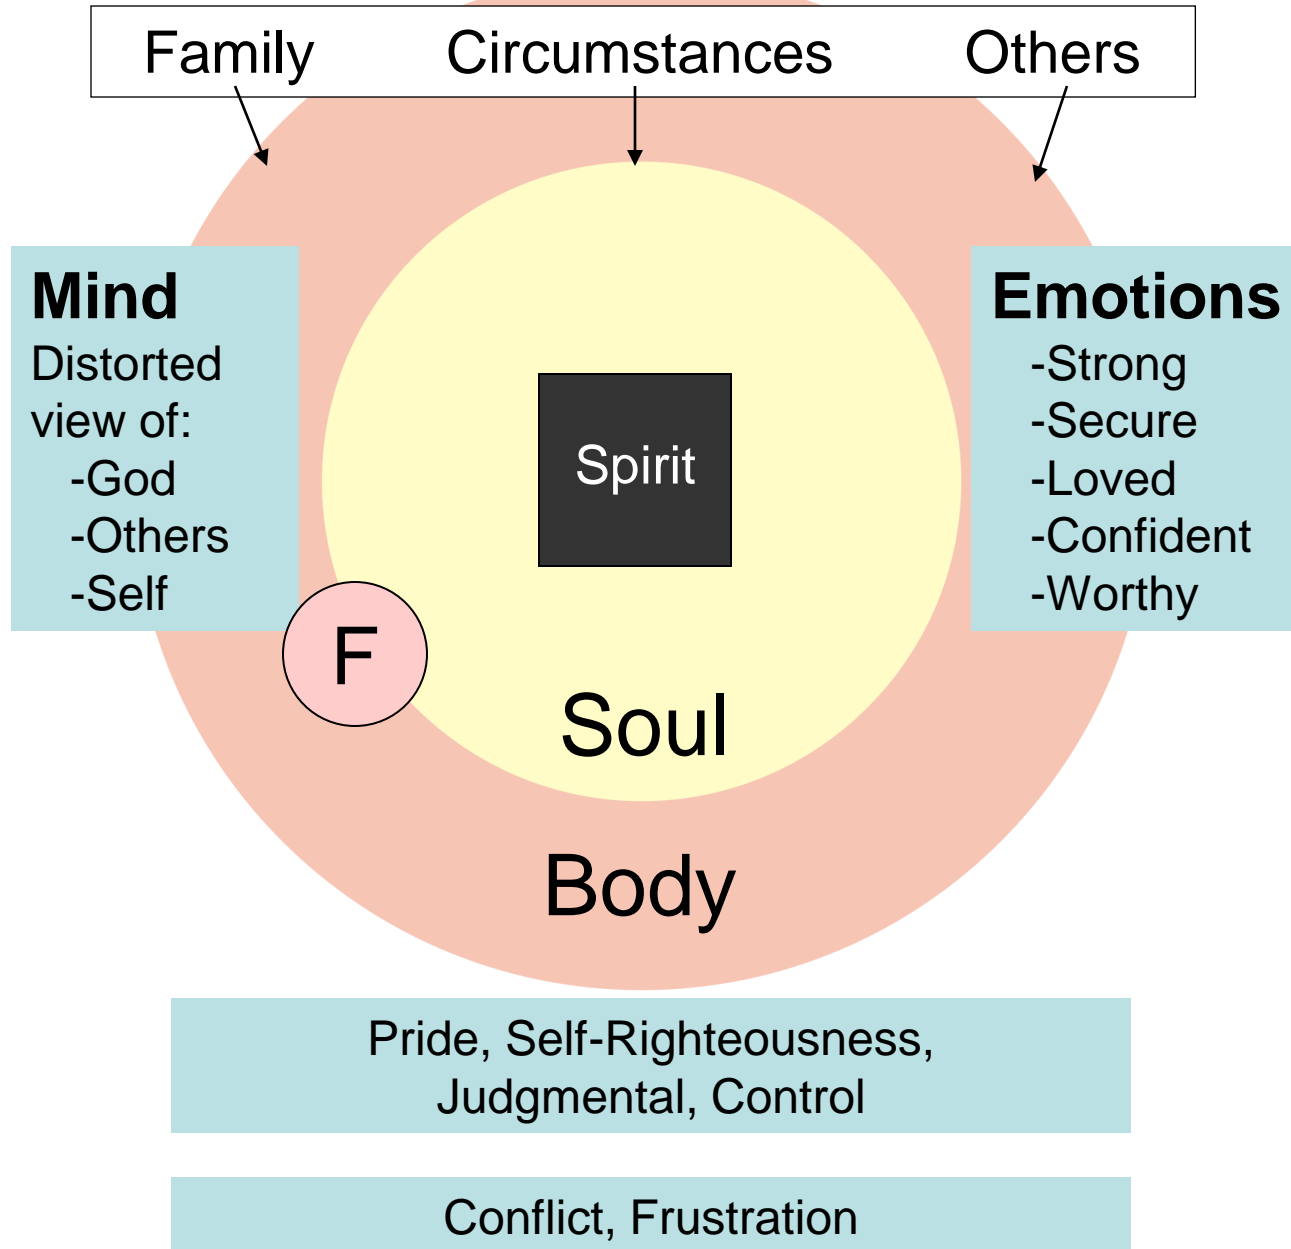 Family Circumstances Others
Mind
Distorted
view of:
-God
-Others
-Self
Emotions
-Strong
-Secure
-Loved
-Confident
-Worthy
Spirit
F
Soul
Body
Pride, Self-Righteousness,
Judgmental, Control
Conflict, Frustration